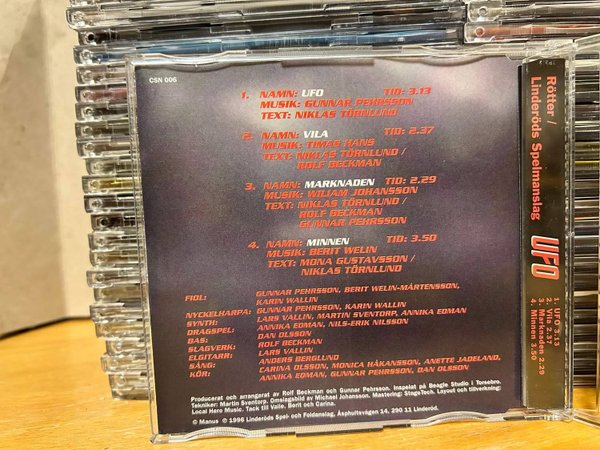 CSN 006
1. NAMN: UFO TID: 3.13
MUSIK: GUNNAR PEHRSSON
TEXT: NIKLAS TÖRNLUND
2. NAMN: VILA TID: 2.37
MUSIK: TIMAS HANS
TEXT: NIKLAS TÖRNLUND /
ROLF BECKMAN
3. NAMN: MARKNADEN TID: 2.29
MUSIK: WILIAM JOHANSSON
TEXT: NIKLAS TÖRNLUND /
ROLF BECKMAN
GUNNAR PEHRSSON
4. NAMN: MINNEN TID: 3.50
MUSIK: BERIT WELIN
TEXT: MONA GUSTAVSSON /
NIKLAS TÖRNLUND
FIOL: GUNNAR PEHRSSON, BERIT WELIN-MÅRTENSSON,
KARIN WALLIN
NYCKELHARPA: GUNNAR PEHRSSON, KARIN WALLIN
SYNTH: LARS VALLIN, MARTIN SVENTORP, ANNIKA EDMAN
DRAGSPEL: ANNIKA EDMAN, NILS-ERIK NILSSON
BAS: DAN OLSSON
SLAGVERK: ROLF BECKMAN
ELGITARR: LARS VALLIN
SÅNG: ANDERS BERGLUND
KÖR: CARINA OLSSON, MONICA HÅKANSSON, ANETTE JADELAND,
ANNIKA EDMAN, GUNNAR PEHRSSON, DAN OLSSON
Producerat och arrangerat av Rolf Beckman och Gunnar Pehrsson. Inspelat på Beagle Studio i Torsebro.
Tekniker: Martin Sventorp. Omslagsbild av Michael Johansson. Mastering: StageTech. Layout och tillverkning:
Local Hero Music. Tack till Valle, Berit och Carina.
© Manus ℗ 1996 Linderöds Spel- och Foldanslag, Äsphultsvägen 14, 290 11 Linderöd.
Rötter /
Linderöds Spelmanslag
UFO
1. UFO 3.13
2. Vila 2.37
3. Marknaden 2.29
4. Minnen 3.50